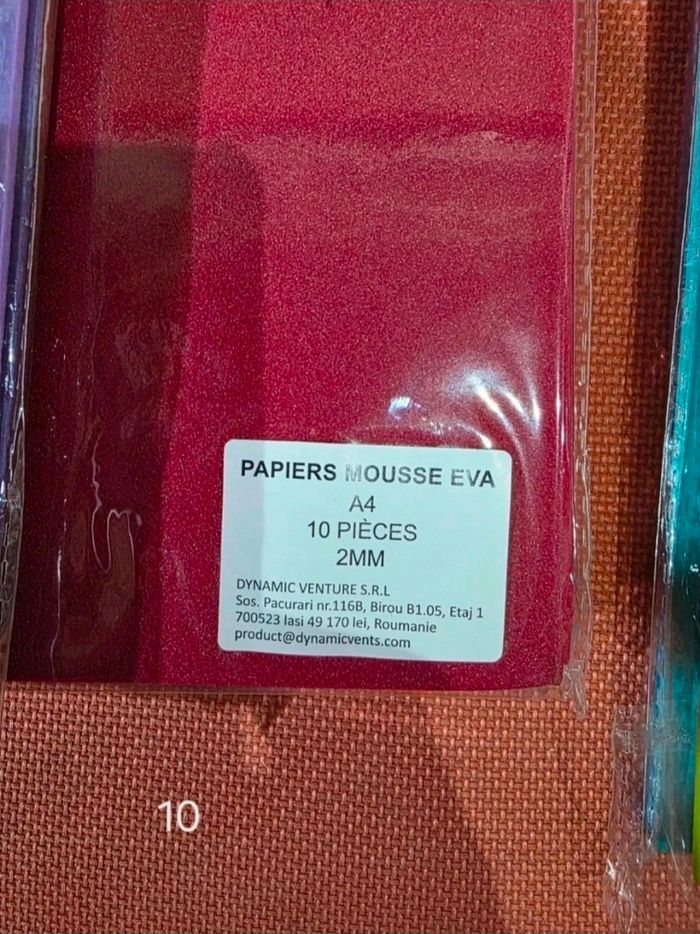 PAPIERS MOUSSE EVA
A4
10 PIÈCES
2MM
DYNAMIC VENTURE S.R.L
Sos. Pacurari nr.116B, Birou B1.05, Etaj 1
700523 Iasi 49 170 lei, Roumanie
product@dynamicvents.com
10